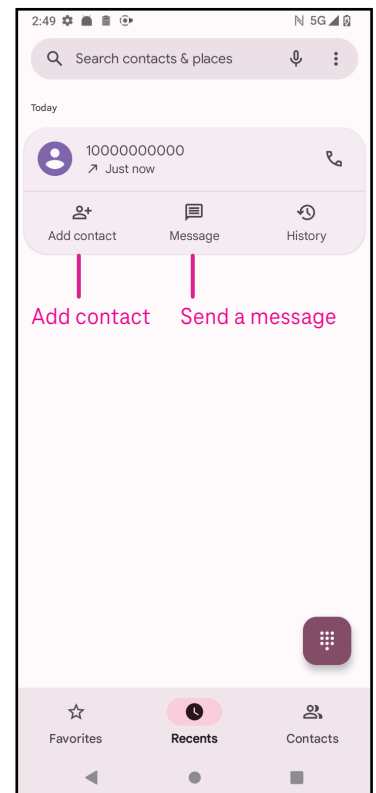 2:49 5G
Search contacts & places
Today
10000000000
Just now
Add contact Message History
Add contact Send a message
Favorites Recents Contacts